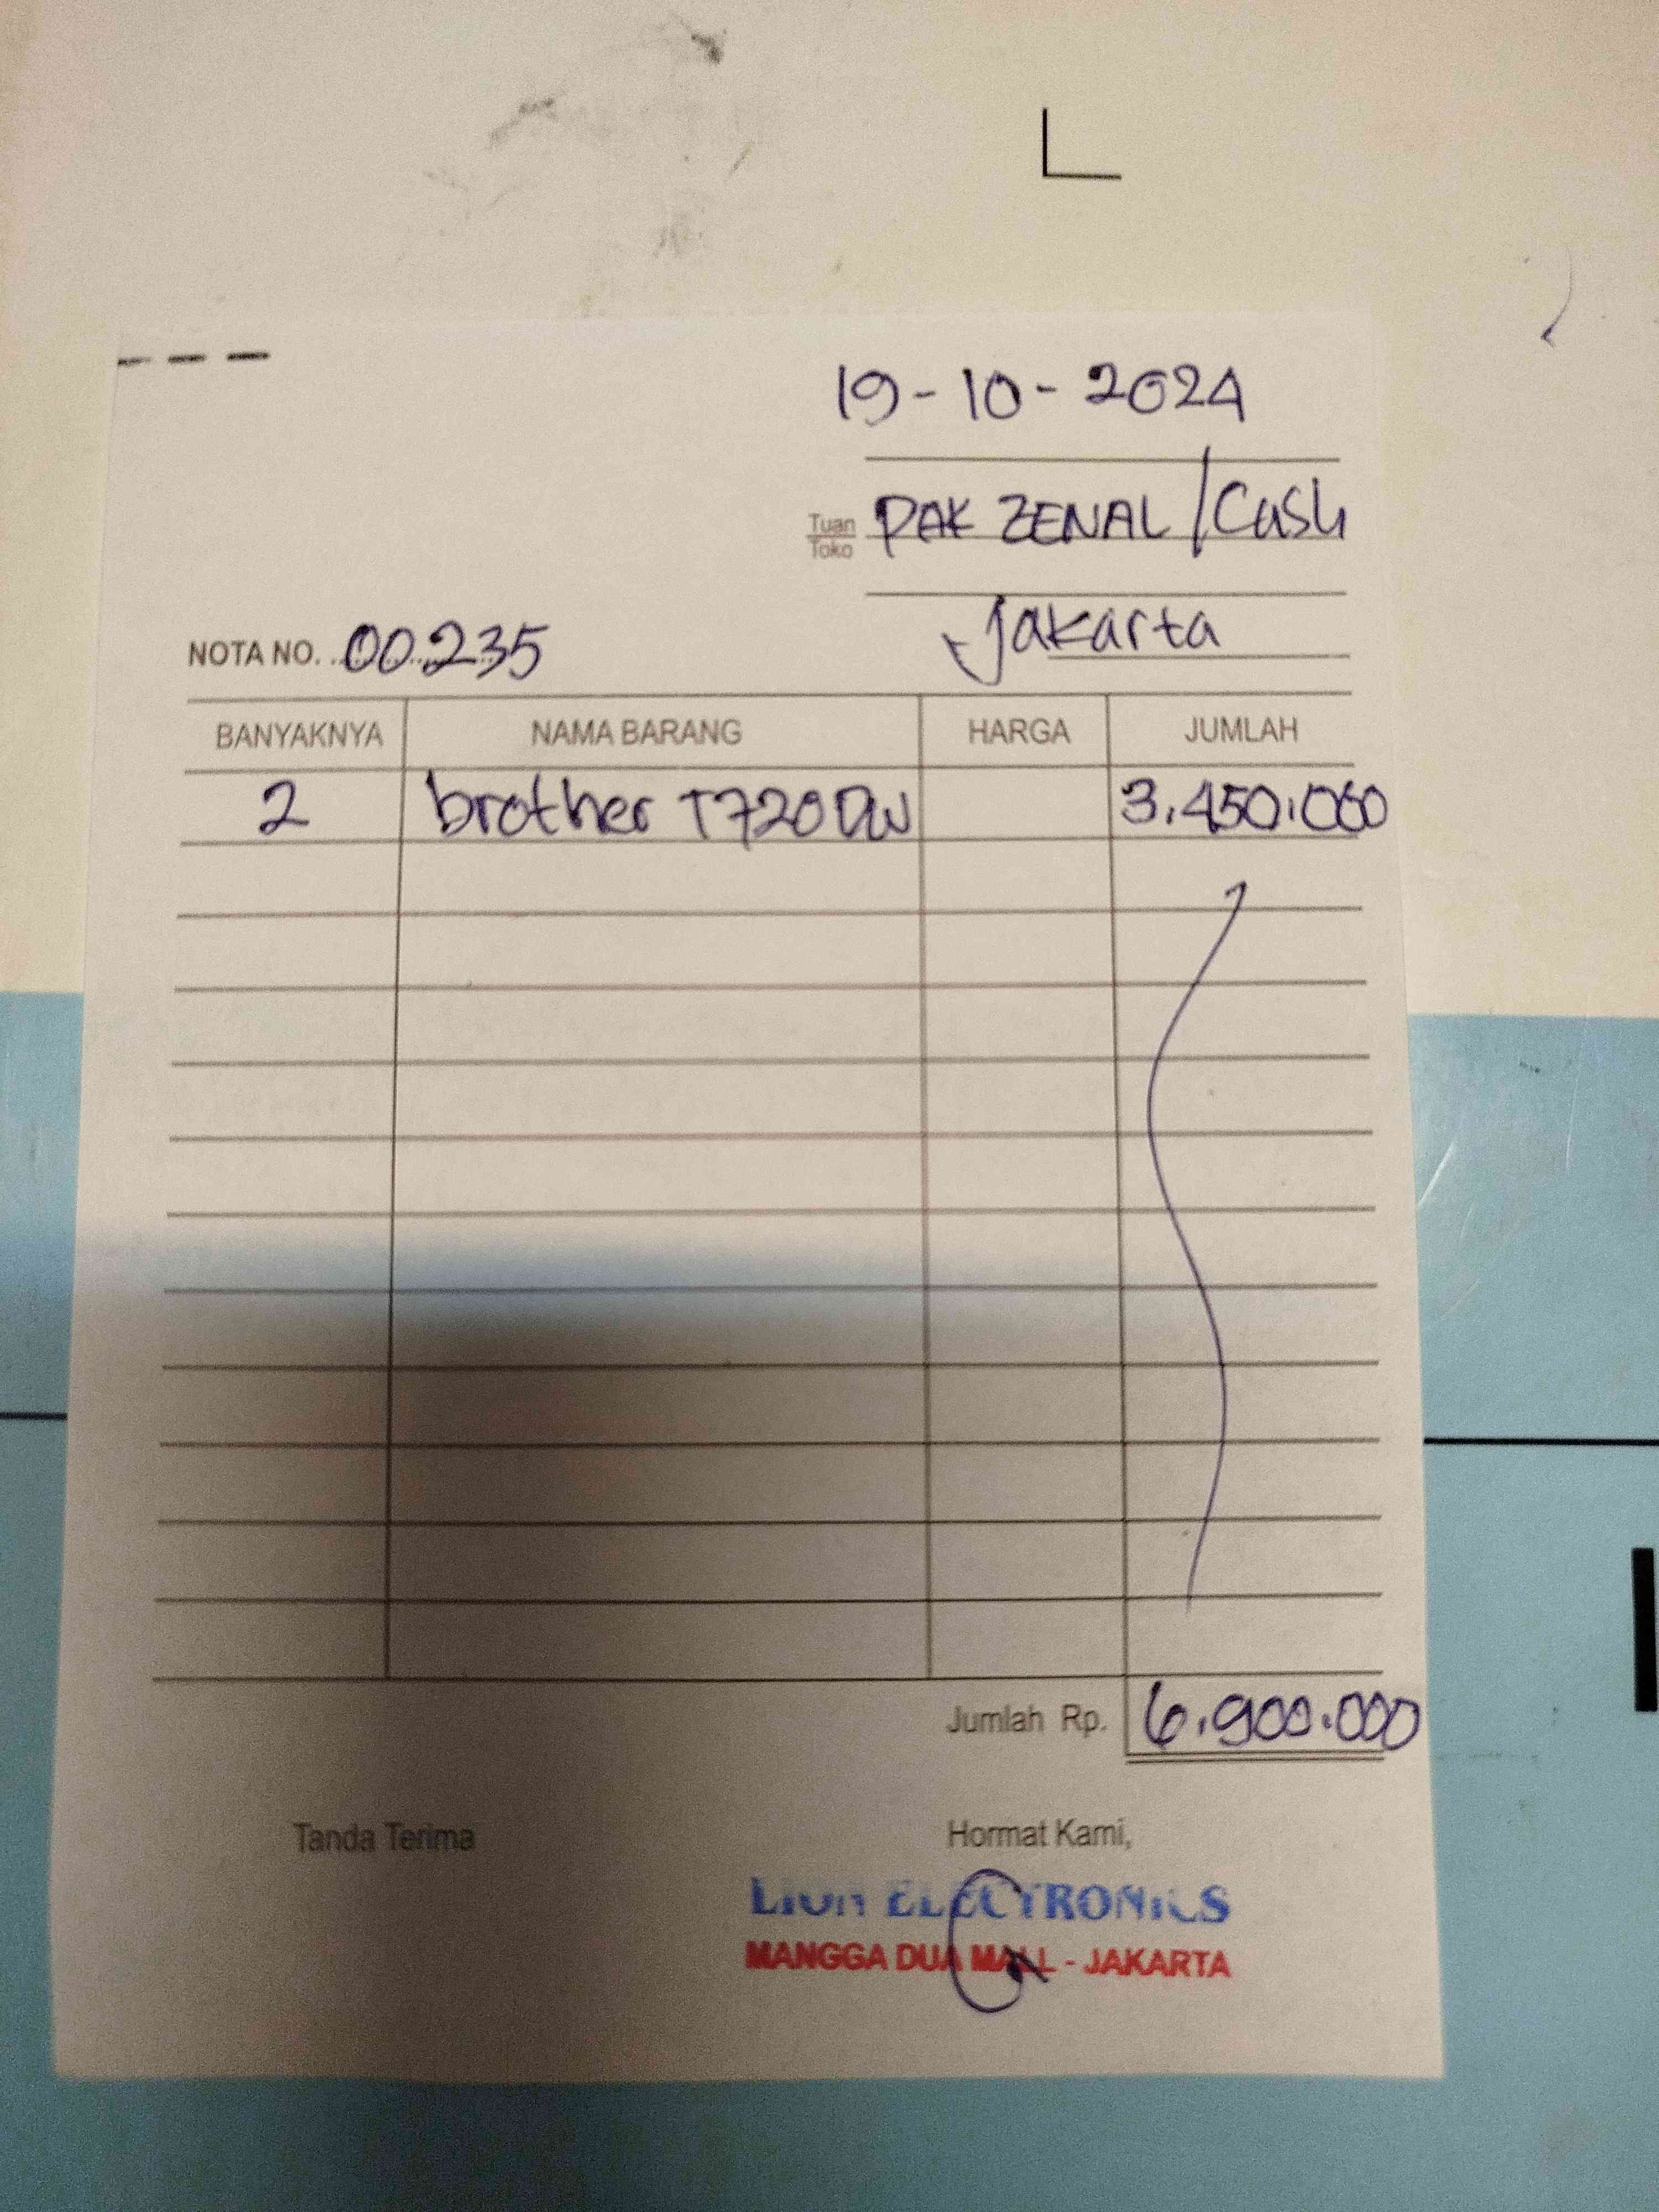 19-10-2024
Tuan
Toko
PAK ZENAL / Cash
Jakarta
NOTA NO. 00235
BANYAKNYA NAMA BARANG HARGA JUMLAH
2 brother T720DW 3.450.000
Jumlah Rp. 6.900.000
Tanda Terima Hormat Kami,
LION ELECTRONICS
MANGGA DUA MALL - JAKARTA